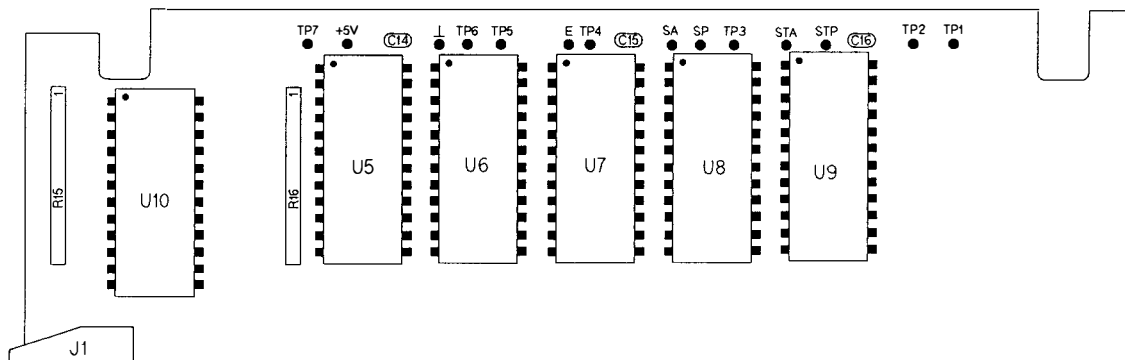 TP7 +5V C14 ⊥ TP6 TP5 E TP4 C15 SA SP TP3 STA STP C16 TP2 TP1
1 1
R15 U10 R16 U5 U6 U7 U8 U9
J1